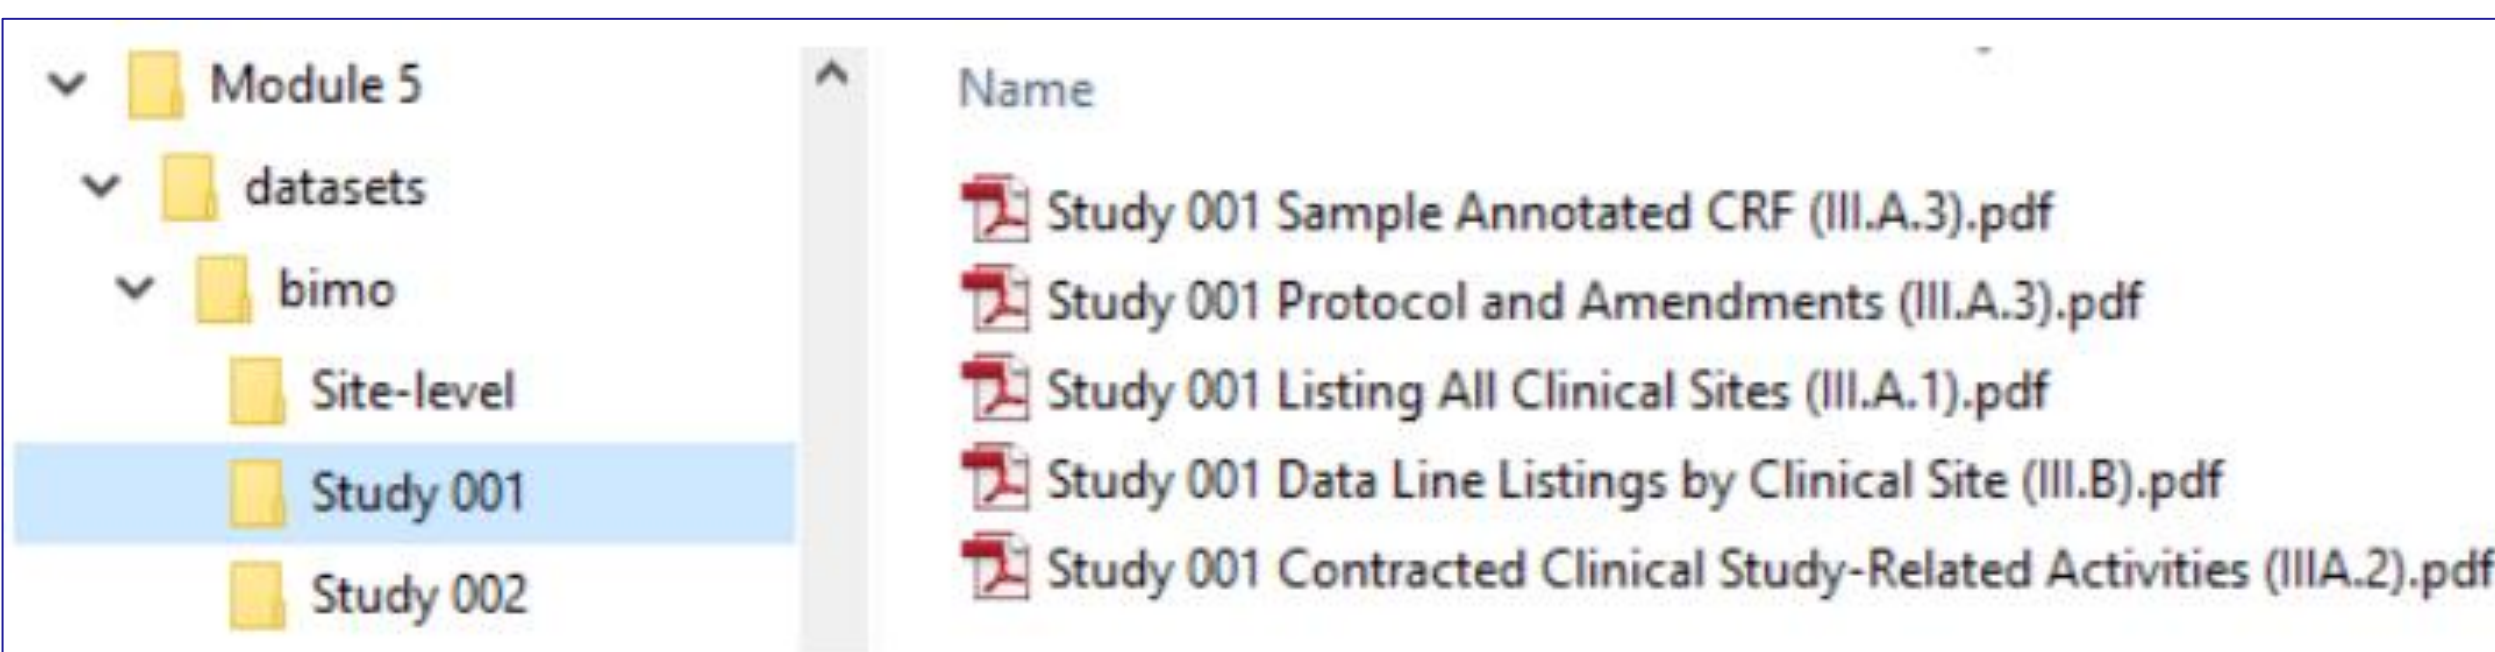 Module 5
datasets
bimo
Site-level
Study 001
Study 002
Name
Study 001 Sample Annotated CRF (III.A.3).pdf
Study 001 Protocol and Amendments (III.A.3).pdf
Study 001 Listing All Clinical Sites (III.A.1).pdf
Study 001 Data Line Listings by Clinical Site (III.B).pdf
Study 001 Contracted Clinical Study-Related Activities (IIIA.2).pdf